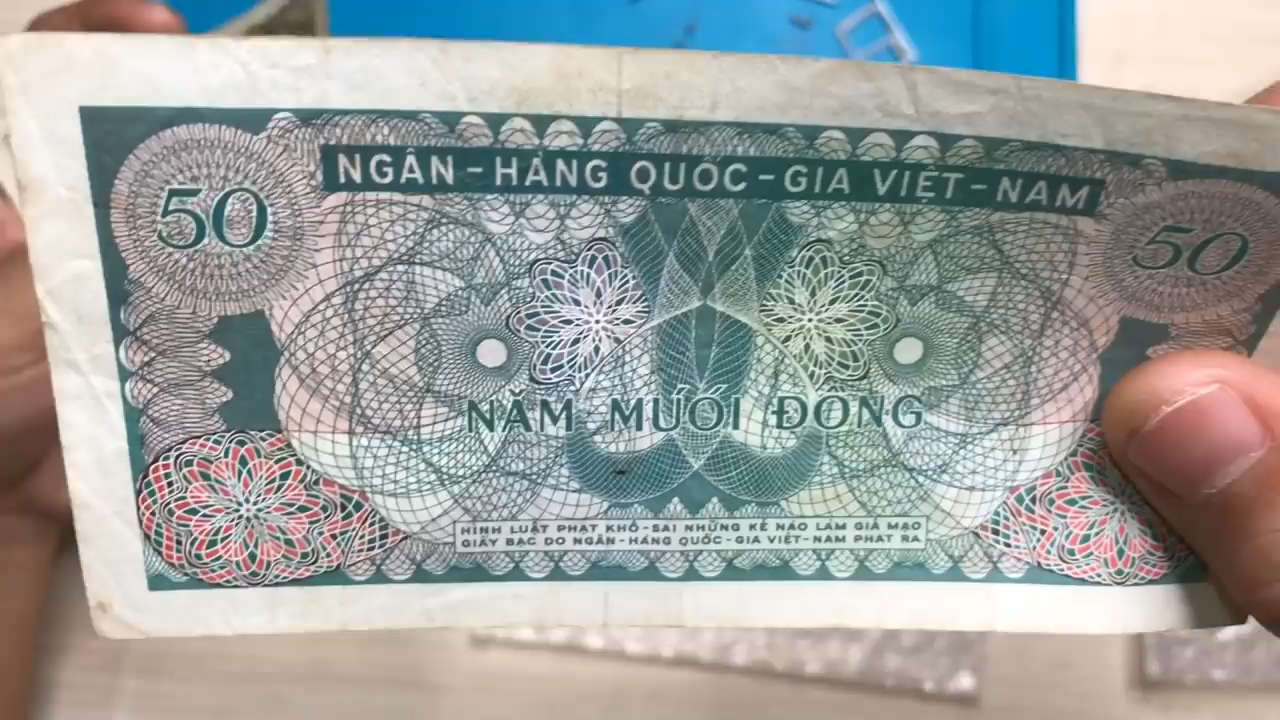 NGÂN-HÀNG QUỐC-GIA VIỆT-NAM
50
50
NĂM MƯƠI ĐỒNG
HÌNH LUẬT PHẠT KHỔ-SAI NHỮNG KẺ NÀO LÀM GIẢ MẠO
GIẤY BẠC DO NGÂN-HÀNG QUỐC-GIA VIỆT-NAM PHÁT RA